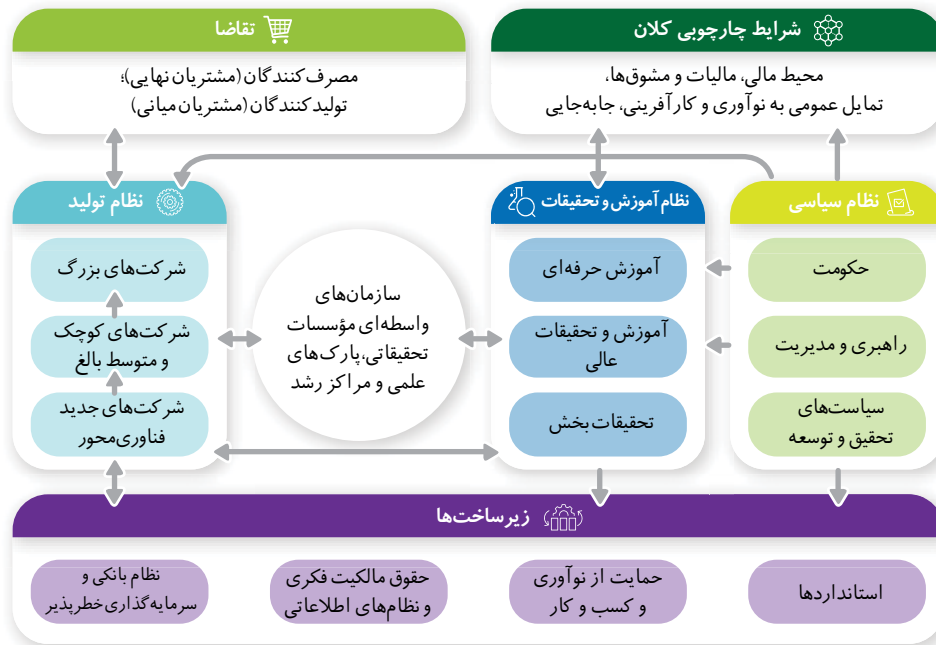 شرایط چارچوبی کلان
محیط مالی، مالیات و مشوق‌ها،
تمایل عمومی به نوآوری و کارآفرینی، جابه‌جایی
تقاضا
مصرف‌کنندگان (مشتریان نهایی)؛
تولیدکنندگان (مشتریان میانی)
نظام سیاسی
حکومت
راهبری و مدیریت
سیاست‌های
تحقیق و توسعه
نظام آموزش و تحقیقات
آموزش حرفه‌ای
آموزش و تحقیقات
عالی
تحقیقات بخش
سازمان‌های
واسطه‌ای مؤسسات
تحقیقاتی،پارک‌های
علمی و مراکز رشد
نظام تولید
شرکت‌های بزرگ
شرکت‌های کوچک
و متوسط بالغ
شرکت‌های جدید
فناوری‌محور
زیرساخت‌ها
استانداردها
حمایت از نوآوری
و کسب و کار
حقوق مالکیت فکری
و نظام‌های اطلاعاتی
نظام بانکی و
سرمایه‌گذاری خطرپذیر